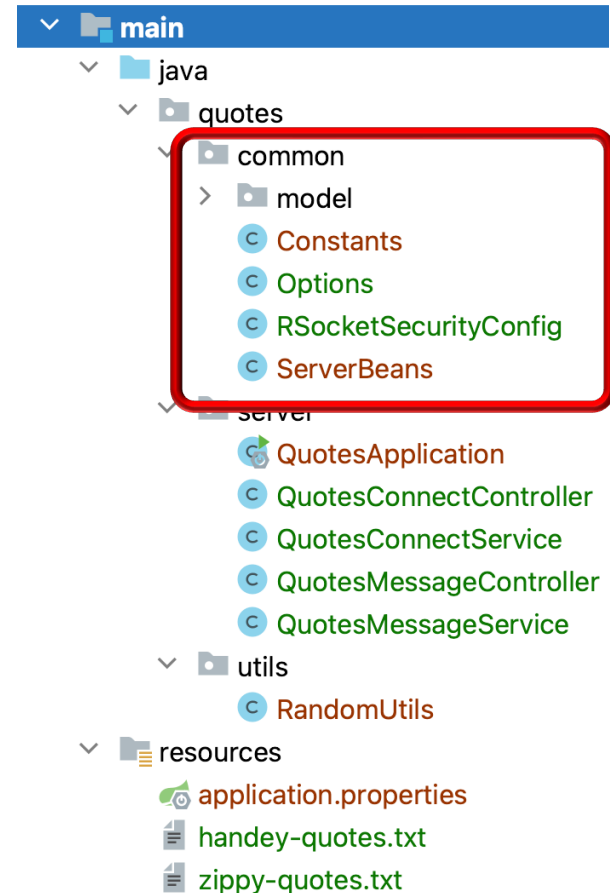 main
java
quotes
common
model
C Constants
C Options
C RSocketSecurityConfig
C ServerBeans
server
C QuotesApplication
C QuotesConnectController
C QuotesConnectService
C QuotesMessageController
C QuotesMessageService
utils
C RandomUtils
resources
application.properties
handey-quotes.txt
zippy-quotes.txt